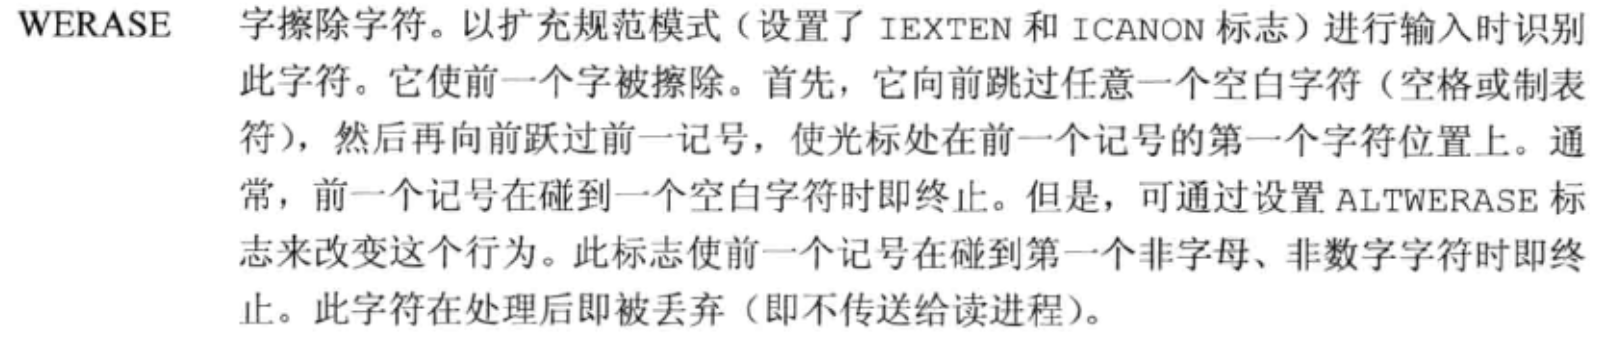 WERASE 字擦除字符。以扩充规范模式（设置了 IEXTEN 和 ICANON 标志）进行输入时识别
此字符。它使前一个字被擦除。首先，它向前跳过任意一个空白字符（空格或制表
符），然后再向前跃过前一记号，使光标处在前一个记号的第一个字符位置上。通
常，前一个记号在碰到一个空白字符时即终止。但是，可通过设置 ALTWERASE 标
志来改变这个行为。此标志使前一个记号在碰到第一个非字母、非数字字符时即终
止。此字符在处理后即被丢弃（即不传送给读进程）。